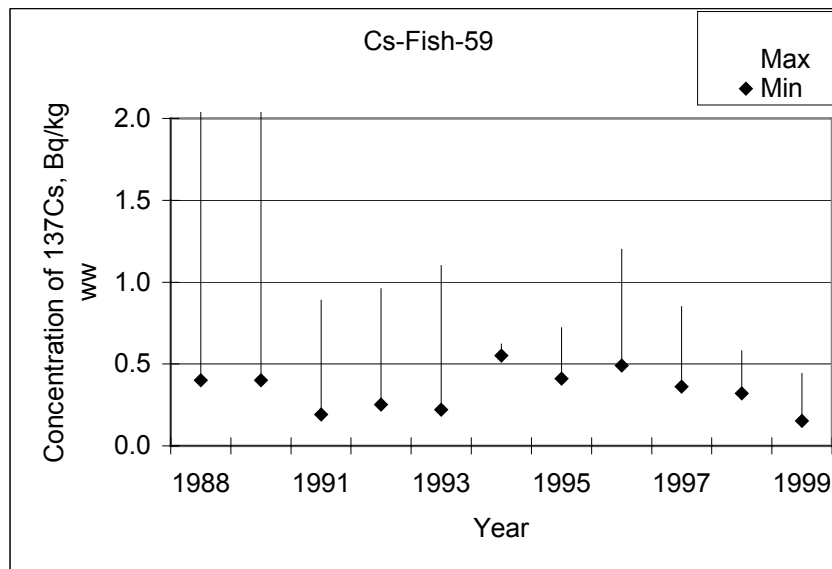 Cs-Fish-59
Max
Min
Concentration of 137Cs, Bq/kg
ww
2.0
1.5
1.0
0.5
0.0
1988 1991 1993 1995 1997 1999
Year